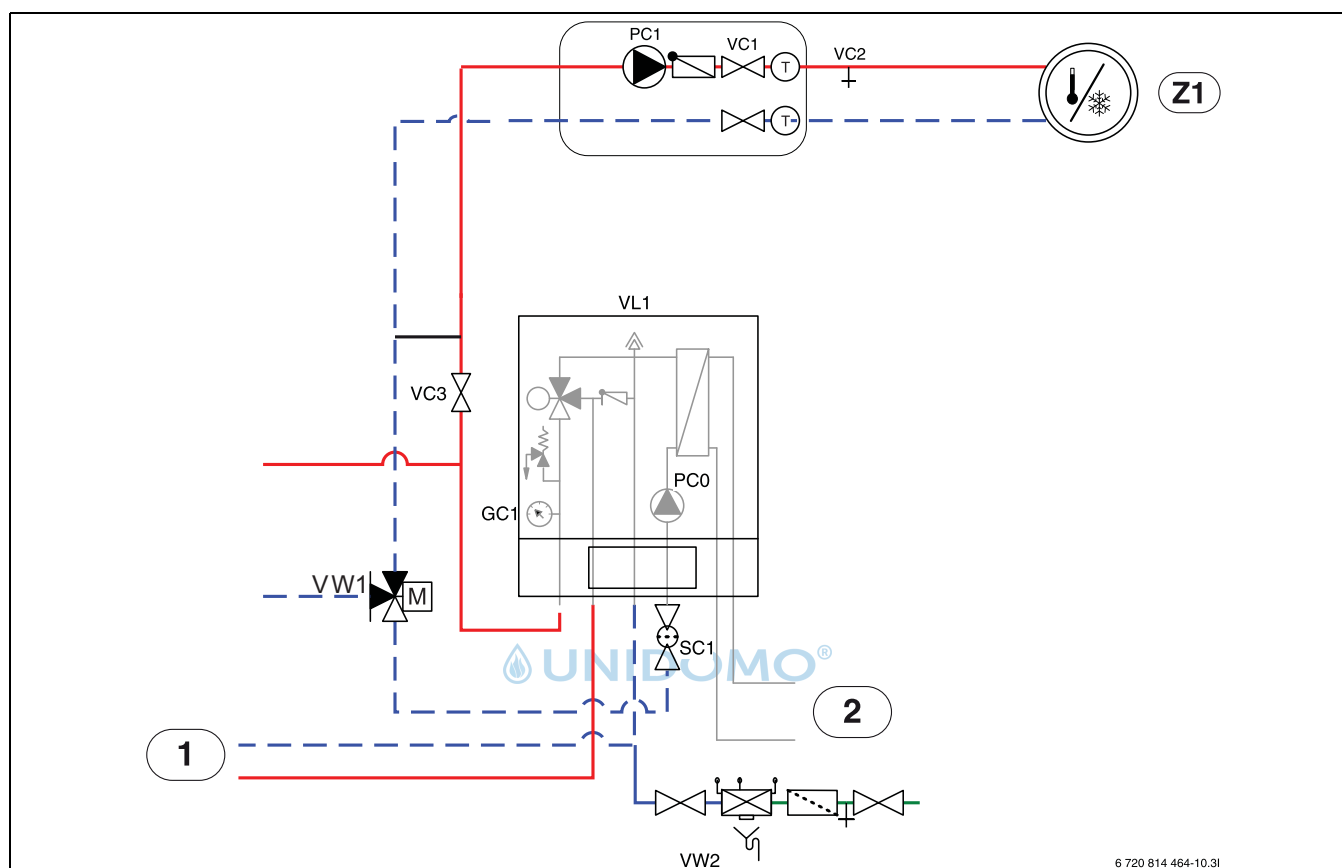 PC1
VC1
VC2
T
Z1
T
VL1
VC3
PC0
GC1
VW1
M
SC1
UNIDOMO®
2
1
VW2
6 720 814 464-10.3I